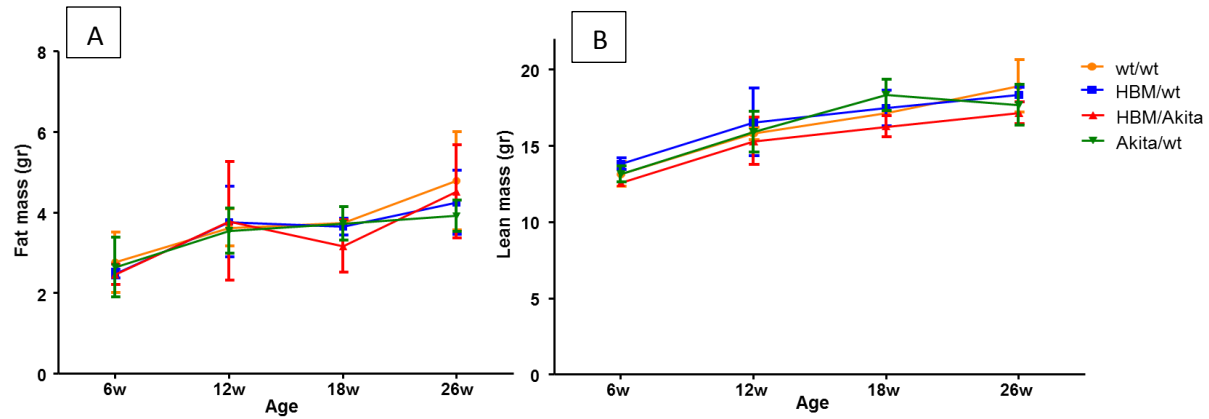 A
Fat mass (gr)
8
6
4
2
0
6w 12w 18w 26w
Age
B
Lean mass (gr)
20
15
10
5
0
6w 12w 18w 26w
Age
wt/wt
HBM/wt
HBM/Akita
Akita/wt